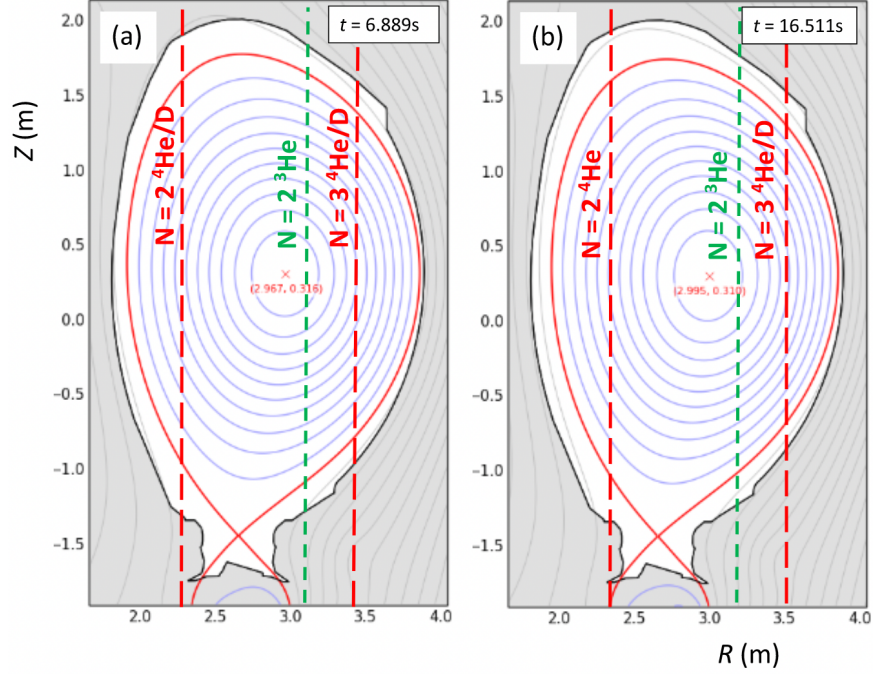 (a)
t = 6.889s
Z (m)
2.0
1.5
1.0
0.5
0.0
−0.5
−1.0
−1.5
N = 2 ⁴He/D
N = 2 ³He
N = 3 ⁴He/D
(2.967, 0.316)
2.0 2.5 3.0 3.5 4.0
(b)
t = 16.511s
2.0
1.5
1.0
0.5
0.0
−0.5
−1.0
−1.5
N = 2 ⁴He
N = 2 ³He
N = 3 ⁴He/D
(2.995, 0.310)
2.0 2.5 3.0 3.5 4.0
R (m)